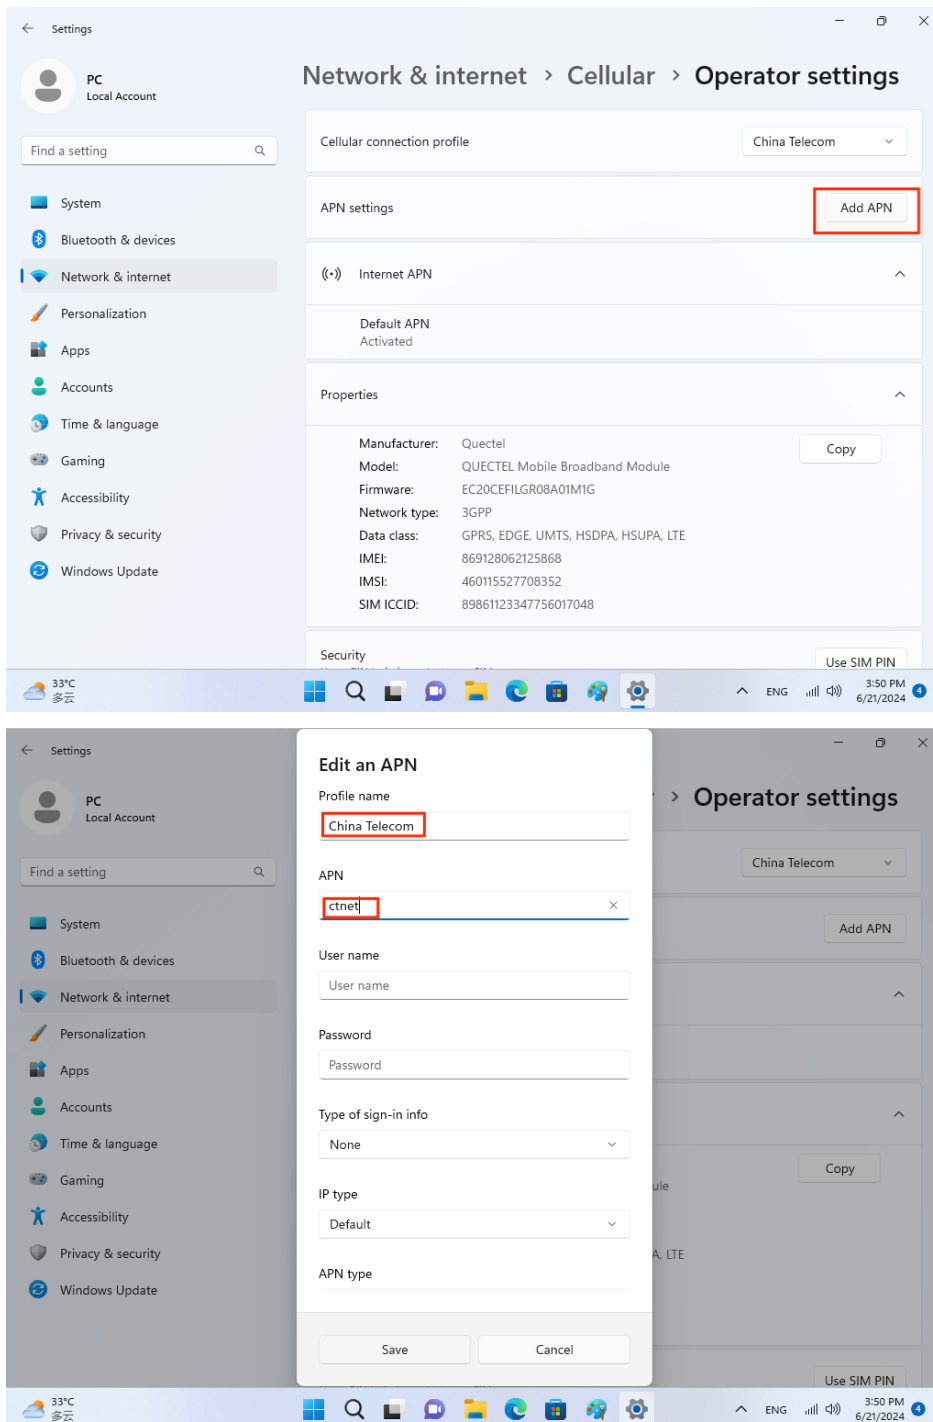 Settings
PC
Local Account
Find a setting
System
Bluetooth & devices
Network & internet
Personalization
Apps
Accounts
Time & language
Gaming
Accessibility
Privacy & security
Windows Update
Network & internet > Cellular > Operator settings
Cellular connection profile
China Telecom
APN settings
Add APN
Internet APN
Default APN
Activated
Properties
Manufacturer: Quectel
Copy
Model: QUECTEL Mobile Broadband Module
Firmware: EC20CEFILGR08A01M1G
Network type: 3GPP
Data class: GPRS, EDGE, UMTS, HSDPA, HSUPA, LTE
IMEI: 869128062125868
IMSI: 460115527708352
SIM ICCID: 89861123347756017048
Security
Use SIM PIN
33°C
多云
ENG
3:50 PM
6/21/2024
4
Settings
PC
Local Account
Find a setting
System
Bluetooth & devices
Network & internet
Personalization
Apps
Accounts
Time & language
Gaming
Accessibility
Privacy & security
Windows Update
Edit an APN
Profile name
China Telecom
APN
ctnet
User name
User name
Password
Password
Type of sign-in info
None
IP type
Default
APN type
Save
Cancel
> Operator settings
China Telecom
Add APN
Copy
ule
A, LTE
Use SIM PIN
33°C
多云
ENG
3:50 PM
6/21/2024
4